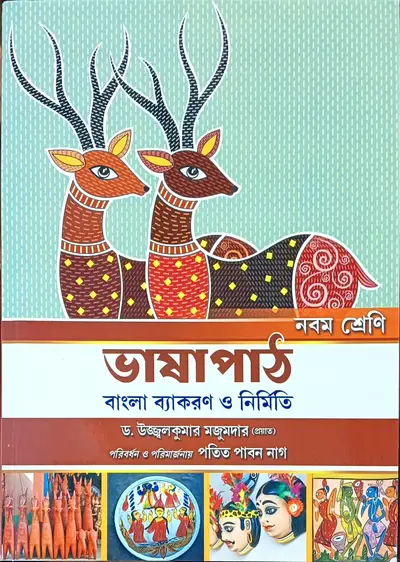 নবম শ্রেণি
ভাষাপাঠ
বাংলা ব্যাকরণ ও নির্মিতি
ড. উজ্জ্বলকুমার মজুমদার (প্রয়াত)
পরিবর্ধন ও পরিমার্জনায় পতিত পাবন নাগ